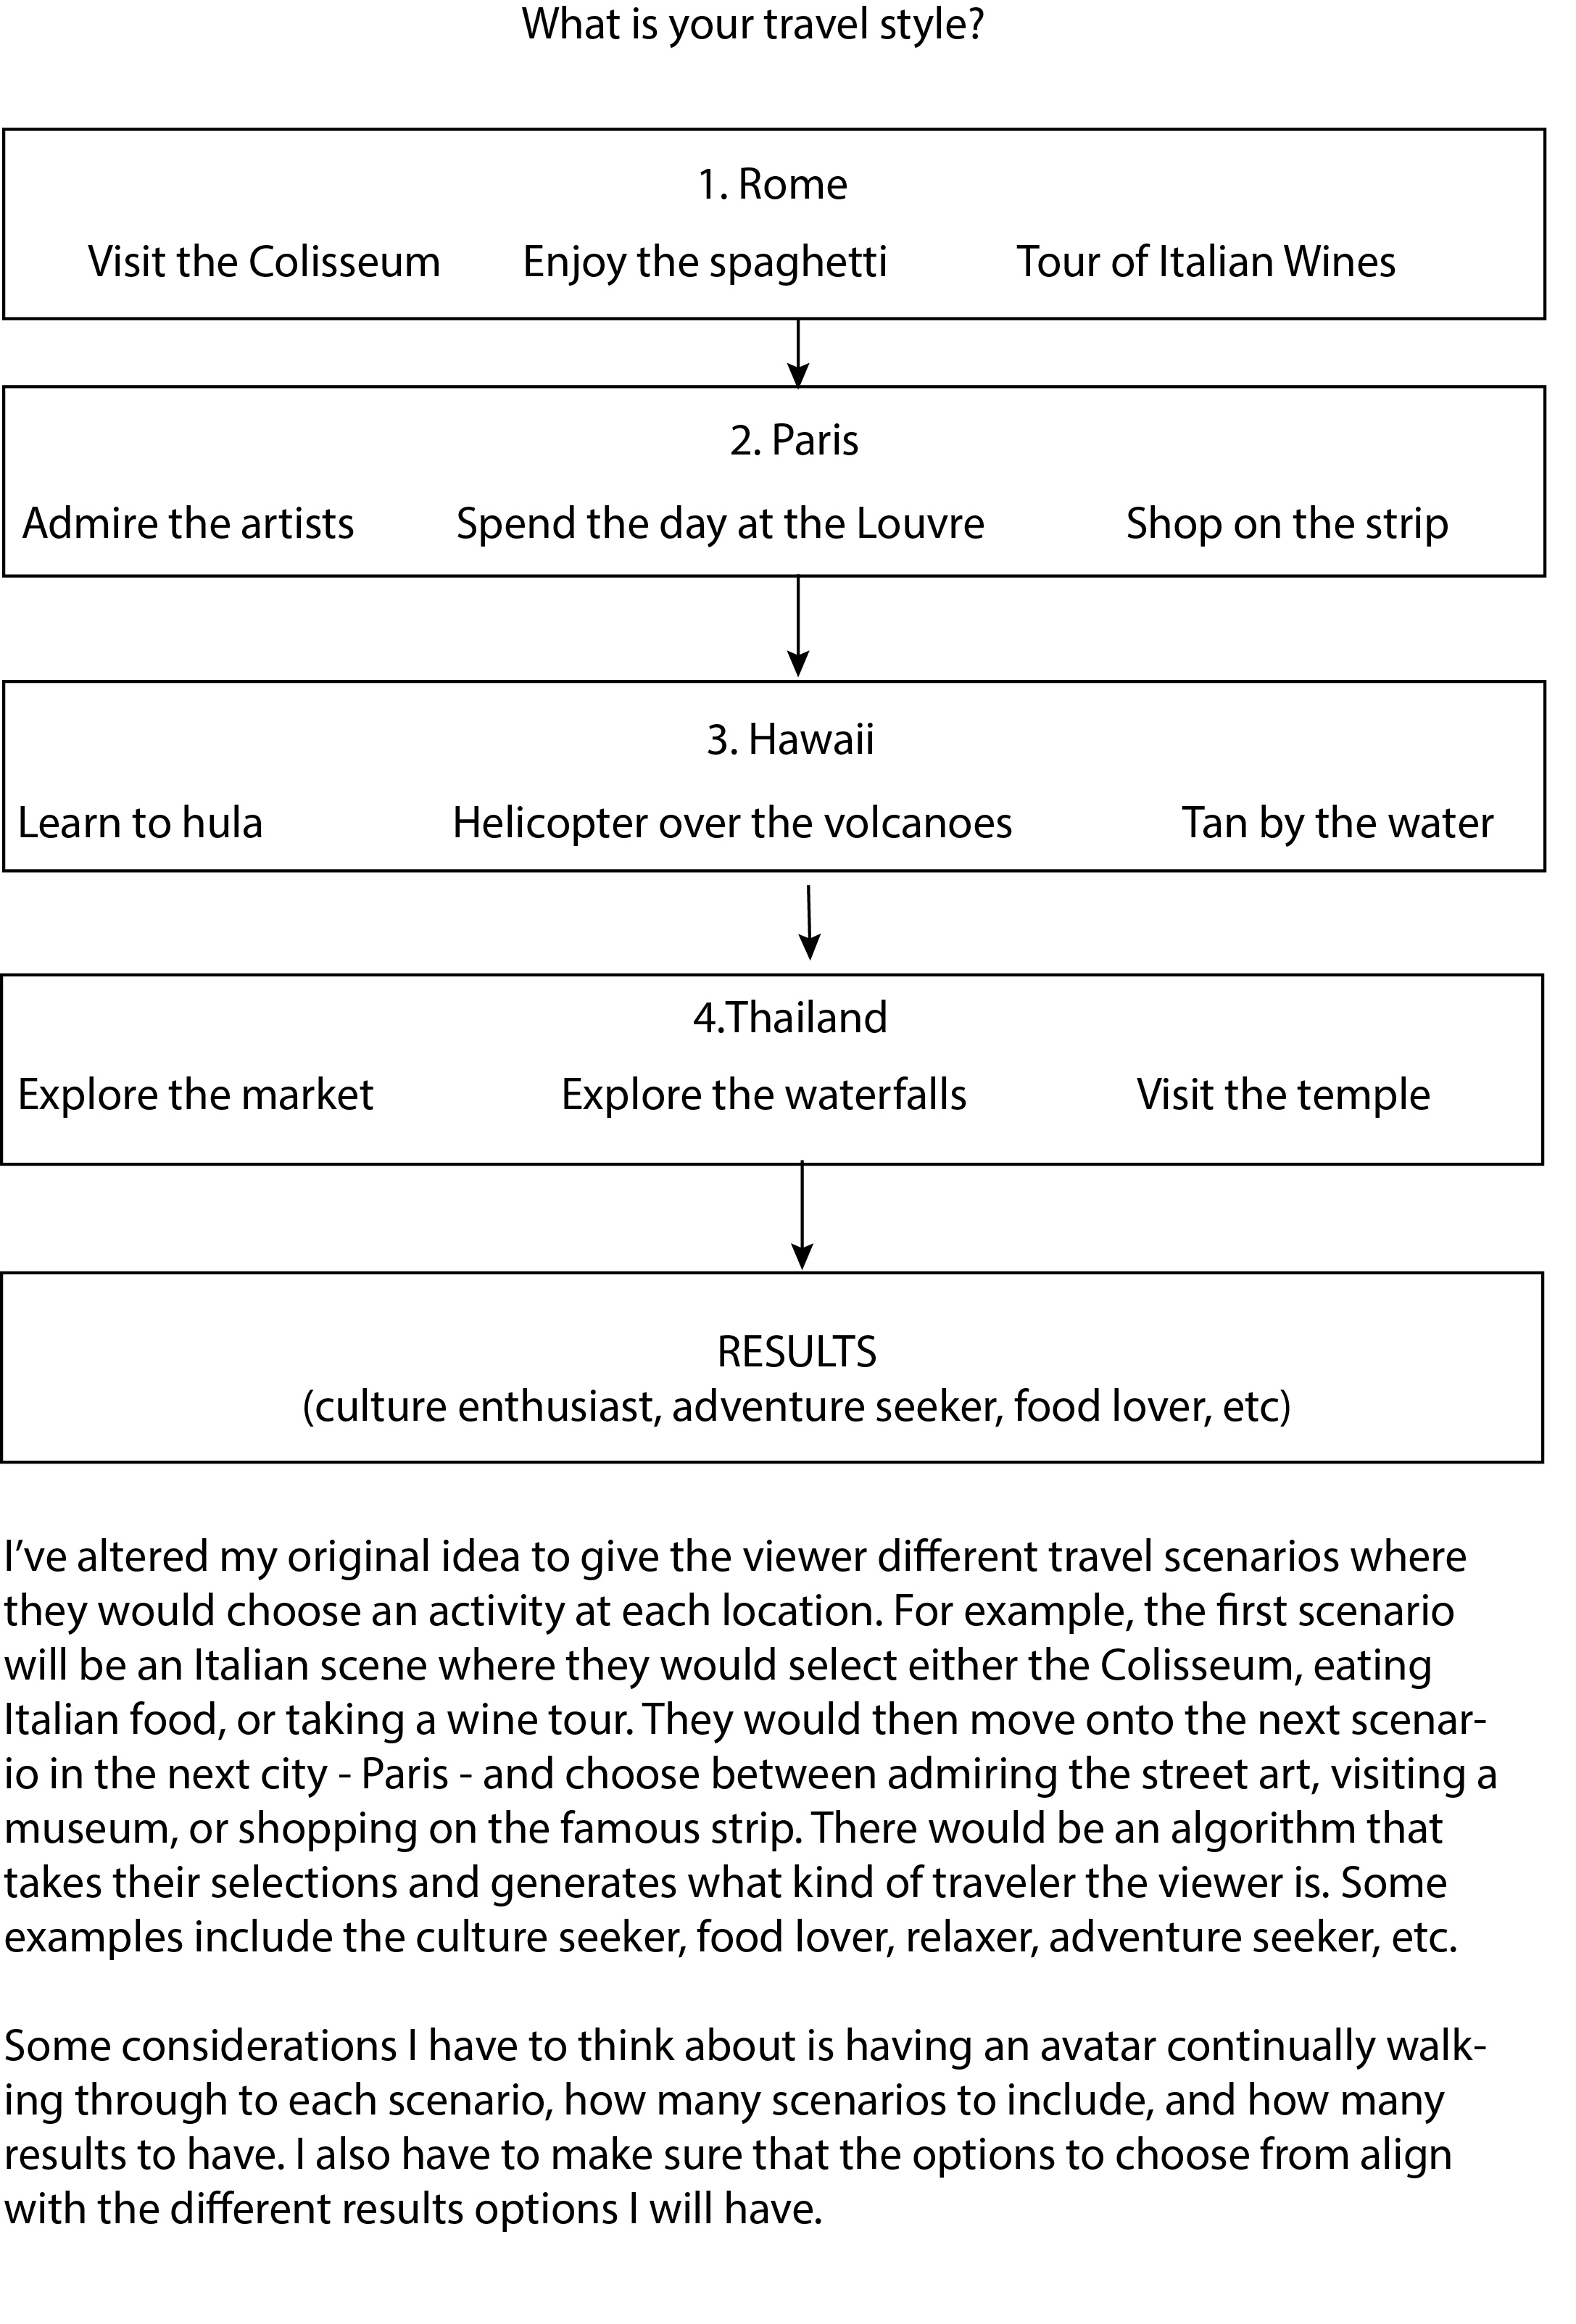 What is your travel style?
1. Rome
Visit the Colisseum Enjoy the spaghetti Tour of Italian Wines
2. Paris
Admire the artists Spend the day at the Louvre Shop on the strip
3. Hawaii
Learn to hula Helicopter over the volcanoes Tan by the water
4.Thailand
Explore the market Explore the waterfalls Visit the temple
RESULTS
(culture enthusiast, adventure seeker, food lover, etc)
I’ve altered my original idea to give the viewer different travel scenarios where
they would choose an activity at each location. For example, the first scenario
will be an Italian scene where they would select either the Colisseum, eating
Italian food, or taking a wine tour. They would then move onto the next scenar-
io in the next city - Paris - and choose between admiring the street art, visiting a
museum, or shopping on the famous strip. There would be an algorithm that
takes their selections and generates what kind of traveler the viewer is. Some
examples include the culture seeker, food lover, relaxer, adventure seeker, etc.
Some considerations I have to think about is having an avatar continually walk-
ing through to each scenario, how many scenarios to include, and how many
results to have. I also have to make sure that the options to choose from align
with the different results options I will have.